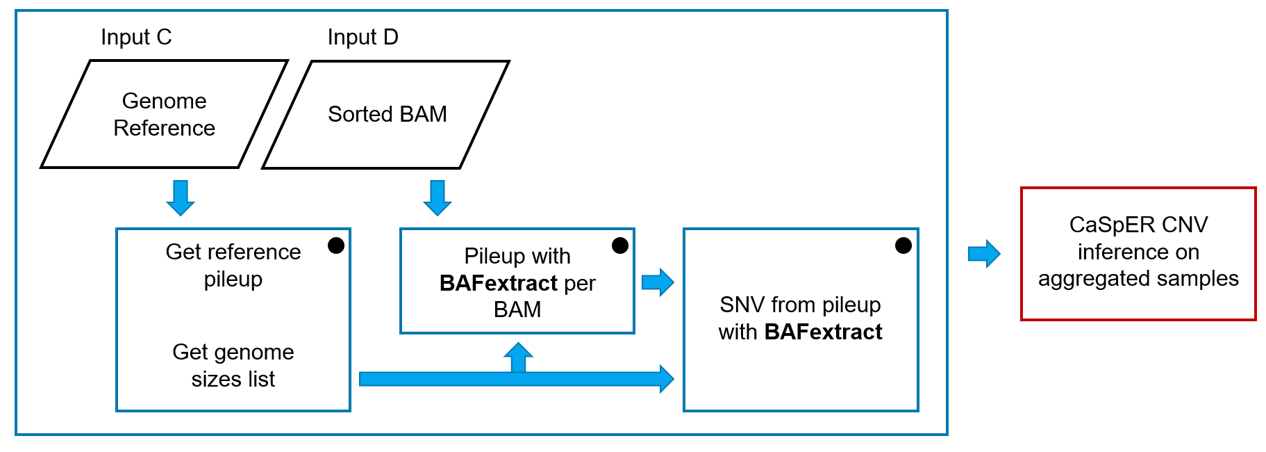 Input C
Input D
Genome
Reference
Sorted BAM
Get reference
pileup
Get genome
sizes list
Pileup with
BAFextract per
BAM
SNV from pileup
with BAFextract
CaSpER CNV
inference on
aggregated samples